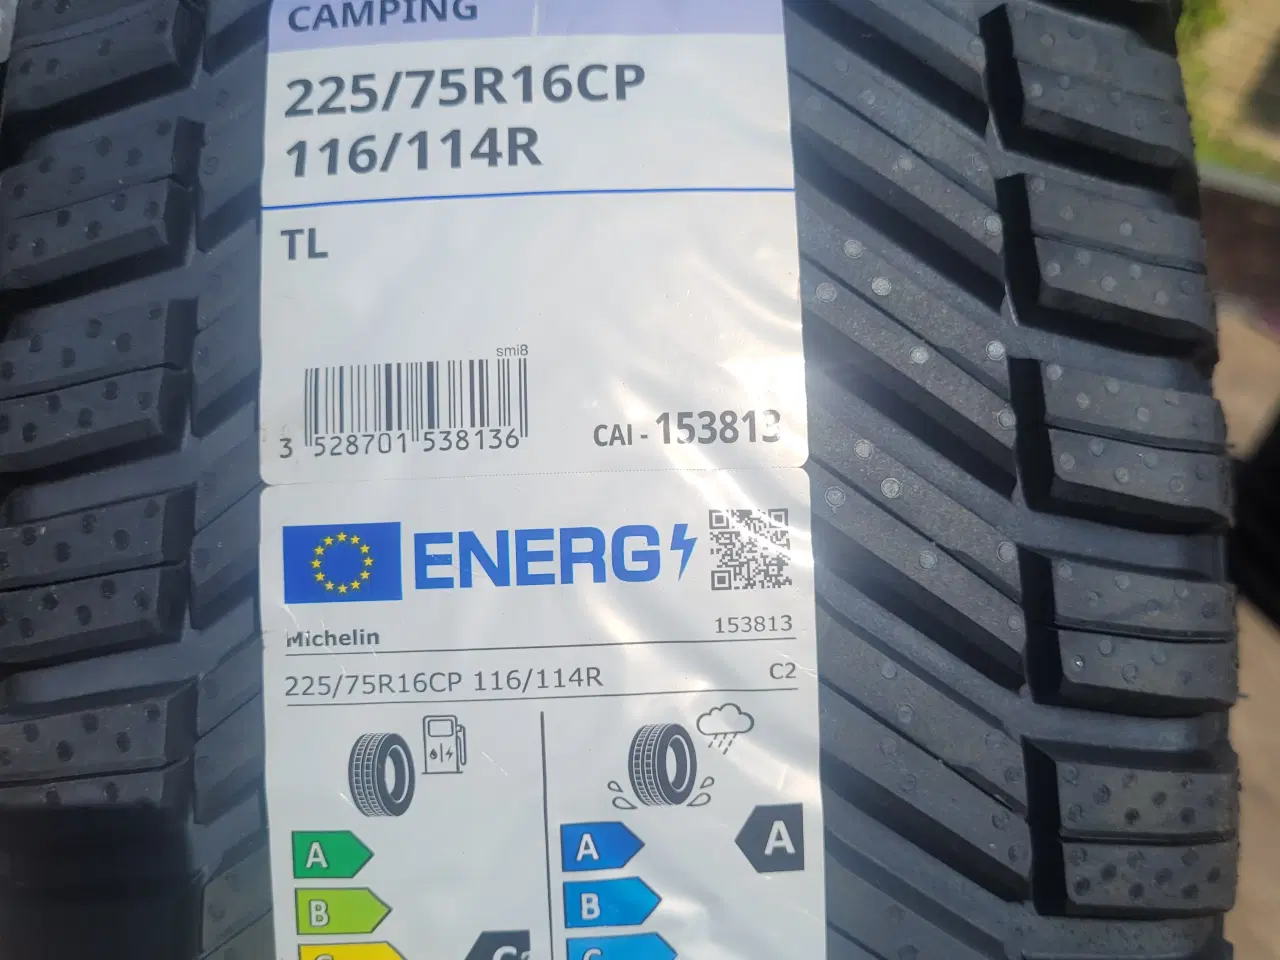 CAMPING
225/75R16CP
116/114R
TL
smi8
3 528701 538136
CAI - 153813
ENERG
Michelin 153813
225/75R16CP 116/114R C2
A A A
B B
C C C